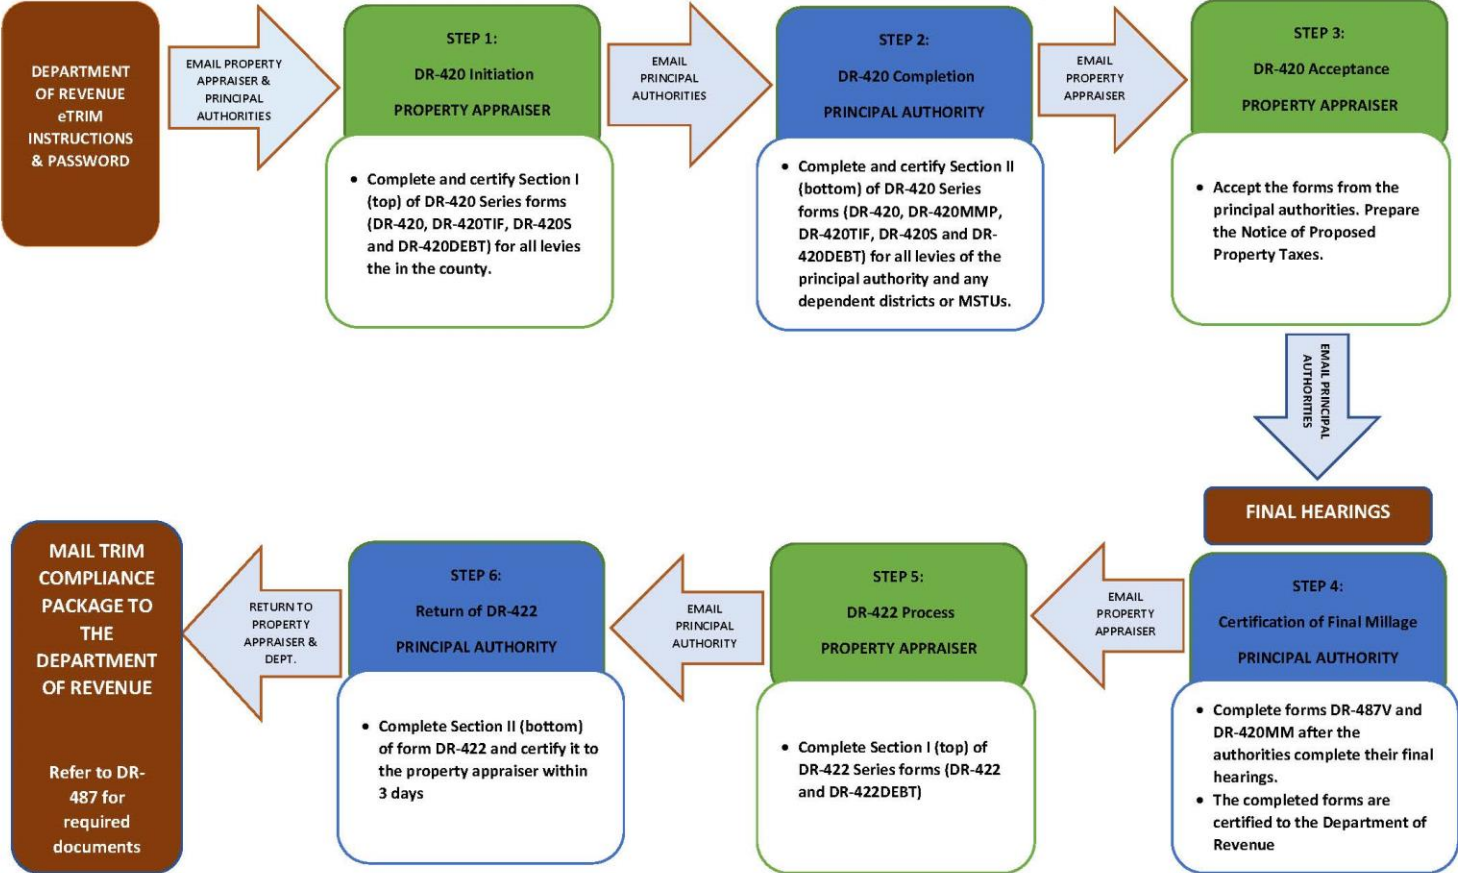 DEPARTMENT
OF REVENUE
eTRIM
INSTRUCTIONS
& PASSWORD
EMAIL PROPERTY
APPRAISER &
PRINCIPAL
AUTHORITIES
STEP 1:
DR-420 Initiation
PROPERTY APPRAISER
• Complete and certify Section I
(top) of DR-420 Series forms
(DR-420, DR-420TIF, DR-420S
and DR-420DEBT) for all levies
the in the county.
EMAIL
PRINCIPAL
AUTHORITIES
STEP 2:
DR-420 Completion
PRINCIPAL AUTHORITY
• Complete and certify Section II
(bottom) of DR-420 Series
forms (DR-420, DR-420MMP,
DR-420TIF, DR-420S and DR-
420DEBT) for all levies of the
principal authority and any
dependent districts or MSTUs.
EMAIL
PROPERTY
APPRAISER
STEP 3:
DR-420 Acceptance
PROPERTY APPRAISER
• Accept the forms from the
principal authorities. Prepare
the Notice of Proposed
Property Taxes.
EMAIL PRINCIPAL
AUTHORITIES
FINAL HEARINGS
STEP 4:
Certification of Final Millage
PRINCIPAL AUTHORITY
• Complete forms DR-487V and
DR-420MM after the
authorities complete their final
hearings.
• The completed forms are
certified to the Department of
Revenue
EMAIL
PROPERTY
APPRAISER
STEP 5:
DR-422 Process
PROPERTY APPRAISER
• Complete Section I (top) of
DR-422 Series forms (DR-422
and DR-422DEBT)
EMAIL
PRINCIPAL
AUTHORITY
STEP 6:
Return of DR-422
PRINCIPAL AUTHORITY
• Complete Section II (bottom)
of form DR-422 and certify it to
the property appraiser within
3 days
RETURN TO
PROPERTY
APPRAISER &
DEPT.
MAIL TRIM
COMPLIANCE
PACKAGE TO
THE
DEPARTMENT
OF REVENUE
Refer to DR-
487 for
required
documents